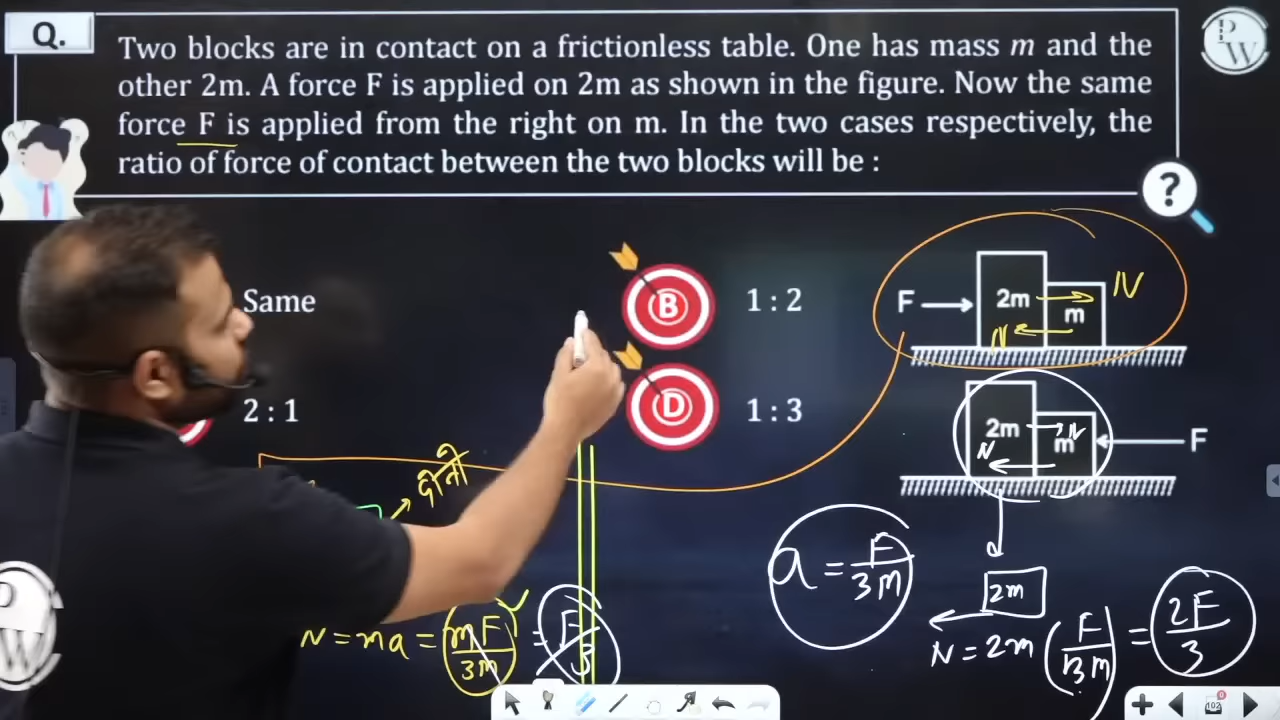 Q.
Two blocks are in contact on a frictionless table. One has mass m and the
other 2m. A force F is applied on 2m as shown in the figure. Now the same
force F is applied from the right on m. In the two cases respectively, the
ratio of force of contact between the two blocks will be :
P
W
?
Same
B
1 : 2
2 : 1
D
1 : 3
F
2m
m
N
N
2m
m
N
N
F
दोनो
a = F/3m
2m
N = ma = mF/3m = F/3
N = 2m (F/3m) = 2F/3
P
W
102